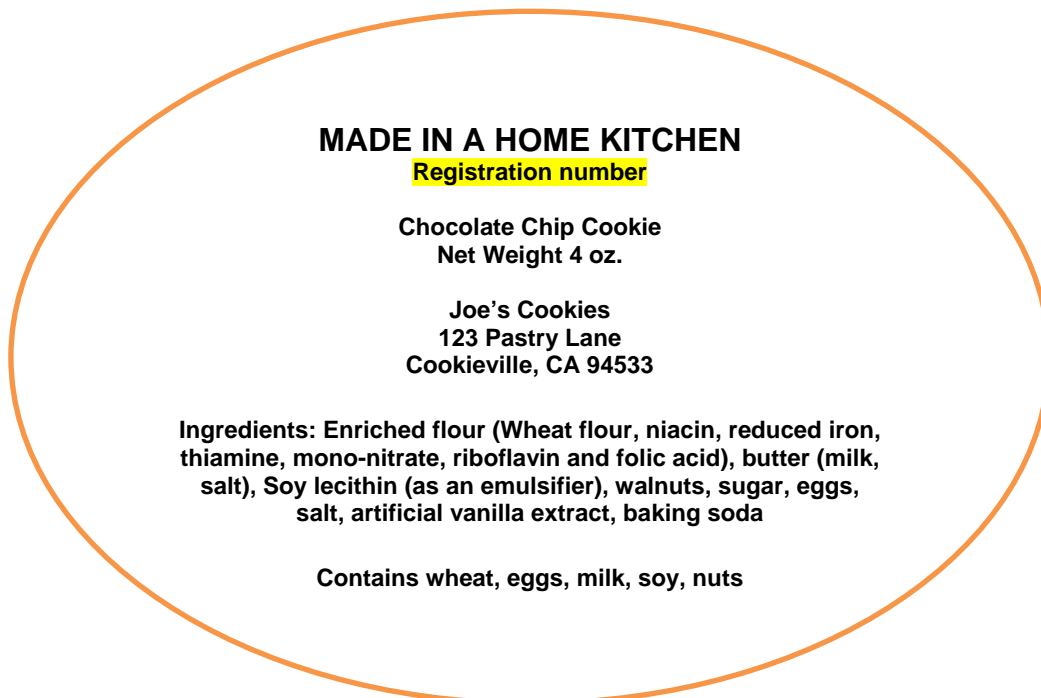 MADE IN A HOME KITCHEN
Registration number
Chocolate Chip Cookie
Net Weight 4 oz.
Joe’s Cookies
123 Pastry Lane
Cookieville, CA 94533
Ingredients: Enriched flour (Wheat flour, niacin, reduced iron,
thiamine, mono-nitrate, riboflavin and folic acid), butter (milk,
salt), Soy lecithin (as an emulsifier), walnuts, sugar, eggs,
salt, artificial vanilla extract, baking soda
Contains wheat, eggs, milk, soy, nuts